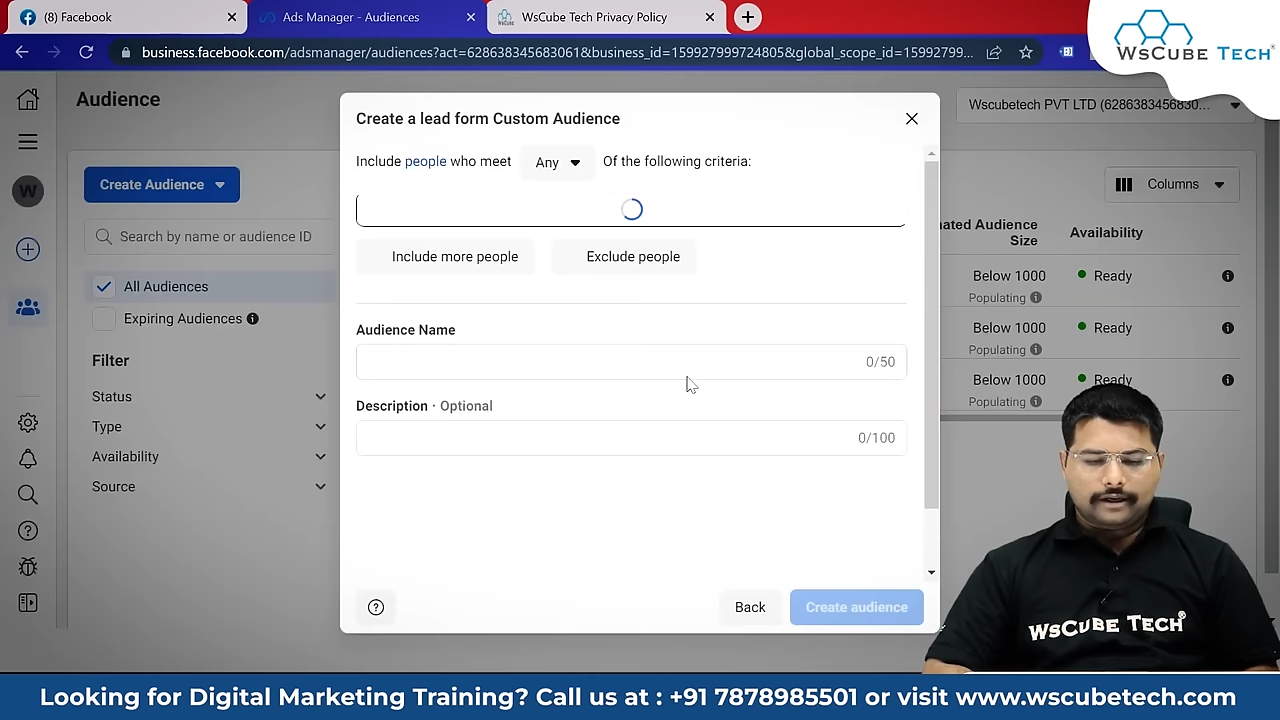 (8) Facebook
Ads Manager - Audiences
WsCube Tech Privacy Policy
business.facebook.com/adsmanager/audiences?act=628638345683061&business_id=159927999724805&global_scope_id=15992799...
WsCube Tech®
Audience
Wscubetech PVT LTD (6286383456830...
Create Audience
Columns
Search by name or audience ID
All Audiences
Expiring Audiences
Filter
Status
Type
Availability
Source
ated Audience
Size
Availability
Below 1000
Ready
Populating
Below 1000
Ready
Populating
Below 1000
Ready
Populating
W
Create a lead form Custom Audience
Include people who meet Any Of the following criteria:
Include more people
Exclude people
Audience Name
0/50
Description · Optional
0/100
Back
Create audience
WsCube Tech®
Looking for Digital Marketing Training? Call us at : +91 7878985501 or visit www.wscubetech.com